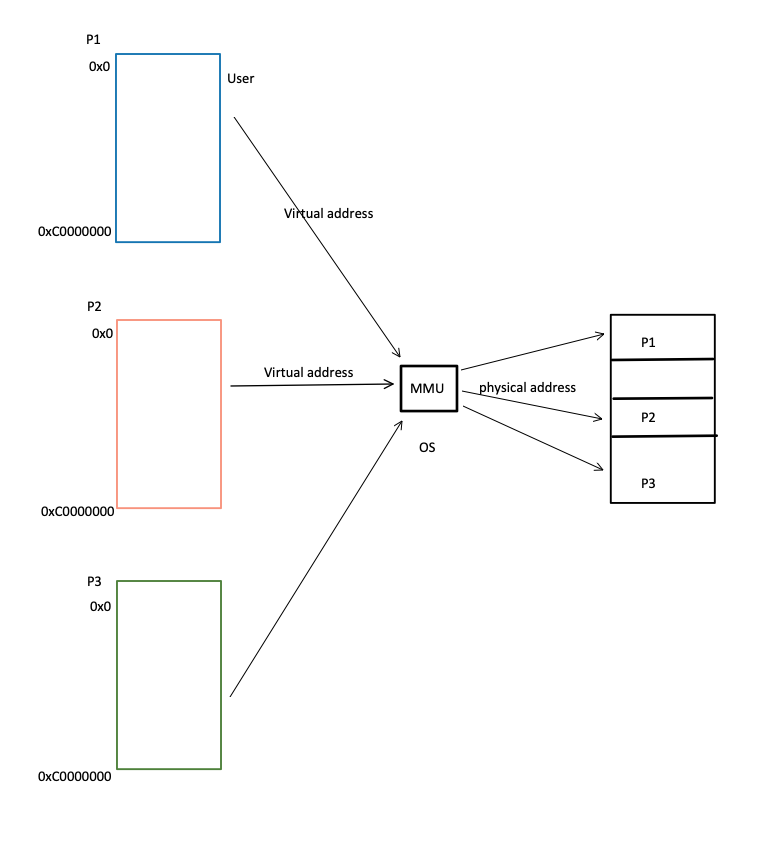 P1
0x0
User
Virtual address
0xC0000000
P2
0x0
Virtual address
0xC0000000
MMU
OS
physical address
P1
P2
P3
P3
0x0
0xC0000000